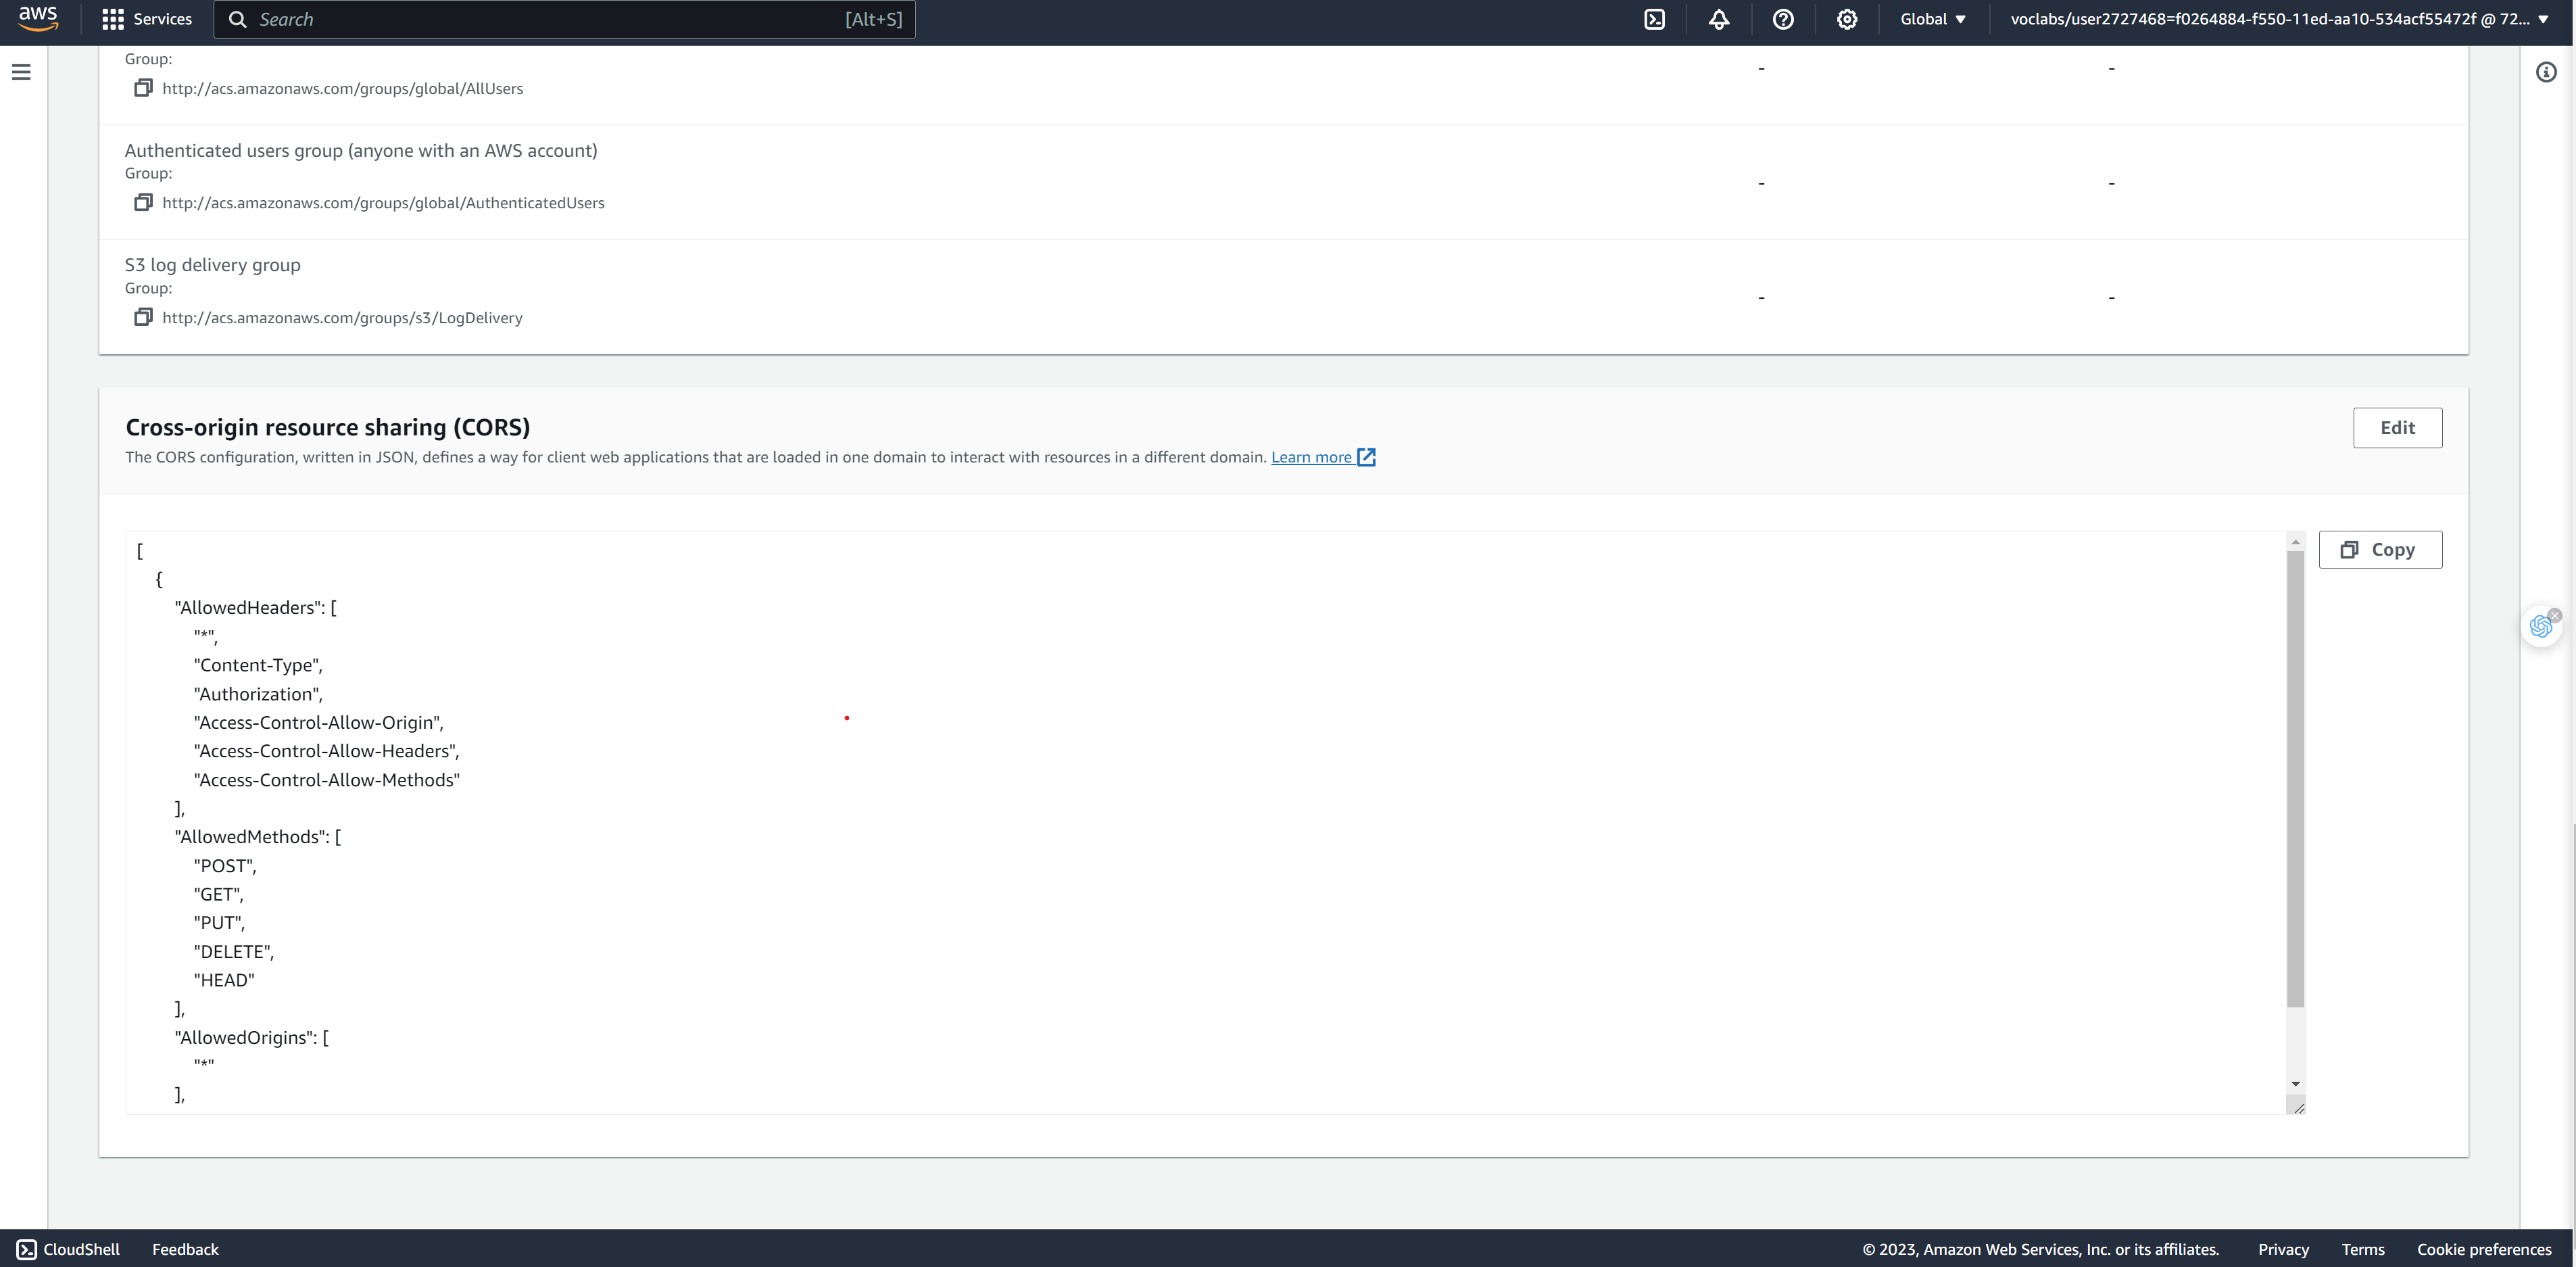 aws
Services
Search
[Alt+S]
Global
voclabs/user2727468=f0264884-f550-11ed-aa10-534acf55472f @ 72...
Group:
http://acs.amazonaws.com/groups/global/AllUsers
-
-
Authenticated users group (anyone with an AWS account)
Group:
http://acs.amazonaws.com/groups/global/AuthenticatedUsers
-
-
S3 log delivery group
Group:
http://acs.amazonaws.com/groups/s3/LogDelivery
-
-
Cross-origin resource sharing (CORS)
Edit
The CORS configuration, written in JSON, defines a way for client web applications that are loaded in one domain to interact with resources in a different domain. Learn more
Copy
[
{
"AllowedHeaders": [
"*",
"Content-Type",
"Authorization",
"Access-Control-Allow-Origin",
"Access-Control-Allow-Headers",
"Access-Control-Allow-Methods"
],
"AllowedMethods": [
"POST",
"GET",
"PUT",
"DELETE",
"HEAD"
],
"AllowedOrigins": [
"*"
],
CloudShell
Feedback
© 2023, Amazon Web Services, Inc. or its affiliates.
Privacy
Terms
Cookie preferences